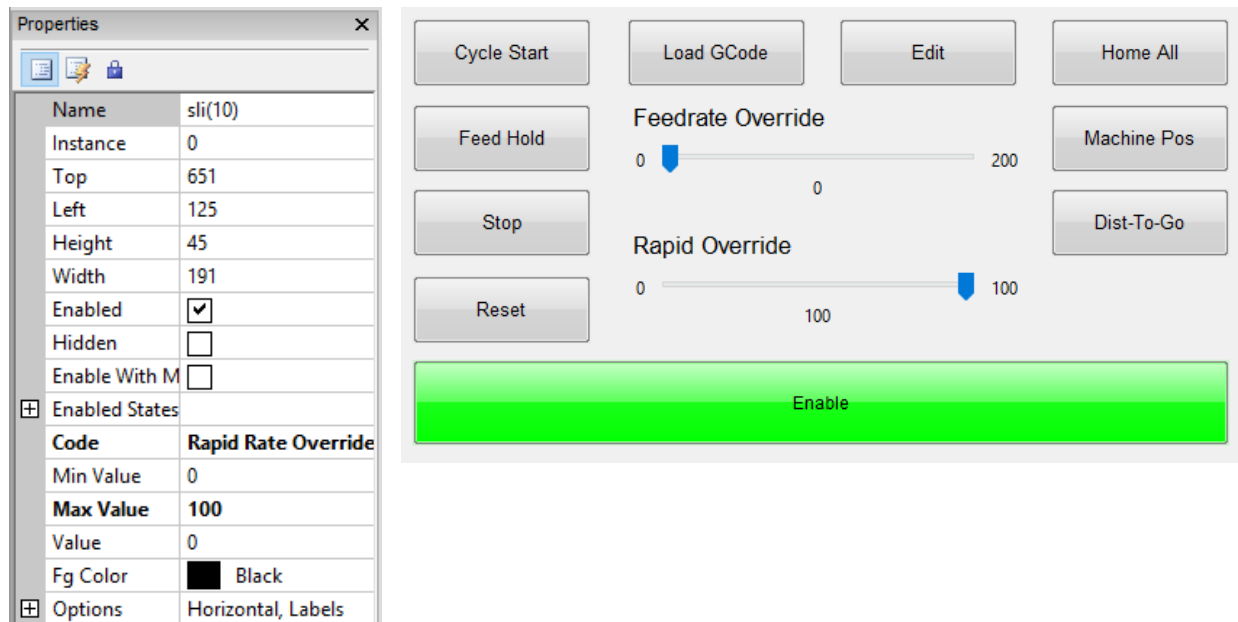 Properties
Name sli(10)
Instance 0
Top 651
Left 125
Height 45
Width 191
Enabled
Hidden
Enable With M
Enabled States
Code Rapid Rate Override
Min Value 0
Max Value 100
Value 0
Fg Color Black
Options Horizontal, Labels
Cycle Start Load GCode Edit Home All
Feed Hold Feedrate Override Machine Pos
0 200
0
Stop Dist-To-Go
Rapid Override
0 100
100
Reset
Enable